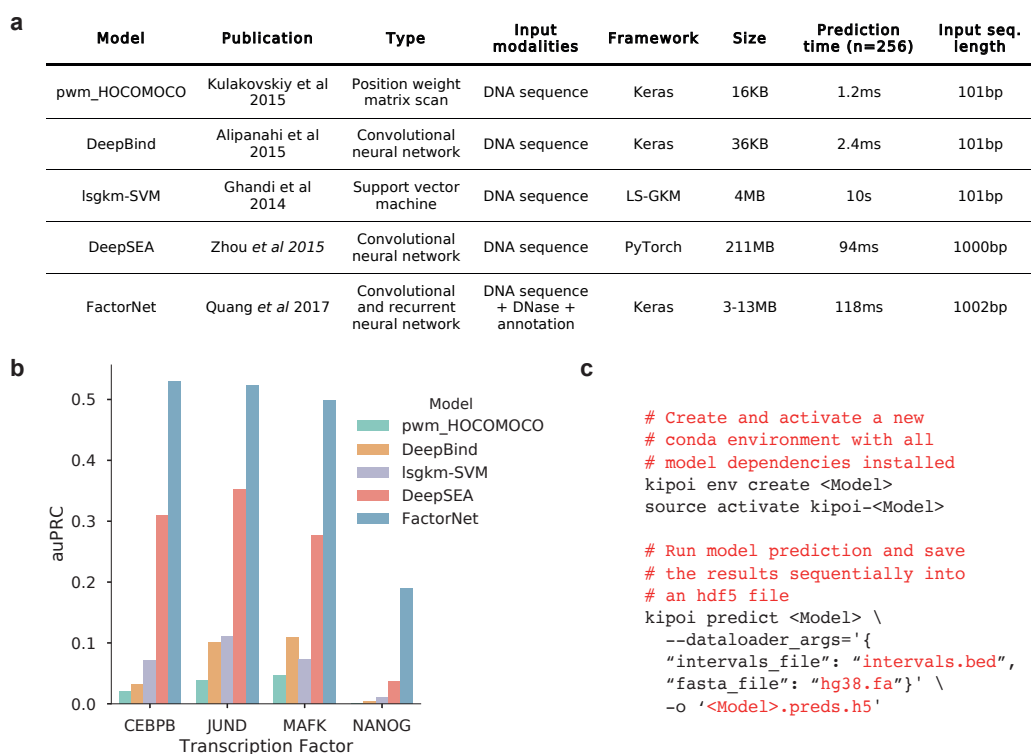 a
Model Publication Type Input modalities Framework Size Prediction time (n=256) Input seq. length
pwm_HOCOMOCO Kulakovskiy et al 2015 Position weight matrix scan DNA sequence Keras 16KB 1.2ms 101bp
DeepBind Alipanahi et al 2015 Convolutional neural network DNA sequence Keras 36KB 2.4ms 101bp
lsgkm-SVM Ghandi et al 2014 Support vector machine DNA sequence LS-GKM 4MB 10s 101bp
DeepSEA Zhou et al 2015 Convolutional neural network DNA sequence PyTorch 211MB 94ms 1000bp
FactorNet Quang et al 2017 Convolutional and recurrent neural network DNA sequence + DNase + annotation Keras 3-13MB 118ms 1002bp
b
auPRC
0.5
0.4
0.3
0.2
0.1
0.0
Model
pwm_HOCOMOCO
DeepBind
lsgkm-SVM
DeepSEA
FactorNet
CEBPB JUND MAFK NANOG
Transcription Factor
c
# Create and activate a new
# conda environment with all
# model dependencies installed
kipoi env create <Model>
source activate kipoi-<Model>
# Run model prediction and save
# the results sequentially into
# an hdf5 file
kipoi predict <Model> \
--dataloader_args='{
“intervals_file": “intervals.bed”,
“fasta_file": “hg38.fa”}' \
-o ‘<Model>.preds.h5'